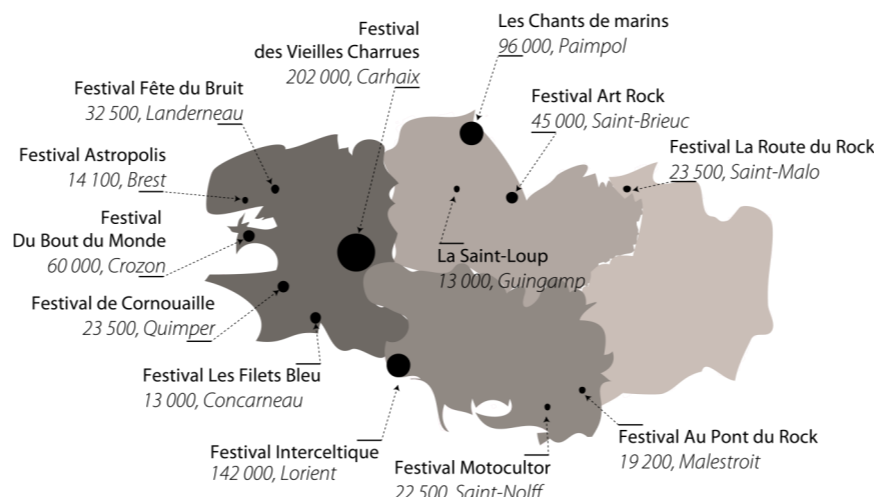 Festival
des Vieilles Charrues
202 000, Carhaix
Les Chants de marins
96 000, Paimpol
Festival Fête du Bruit
32 500, Landerneau
Festival Art Rock
45 000, Saint-Brieuc
Festival La Route du Rock
23 500, Saint-Malo
Festival Astropolis
14 100, Brest
Festival
Du Bout du Monde
60 000, Crozon
La Saint-Loup
13 000, Guingamp
Festival de Cornouaille
23 500, Quimper
Festival Les Filets Bleu
13 000, Concarneau
Festival Interceltique
142 000, Lorient
Festival Motocultor
22 500, Saint-Nolff
Festival Au Pont du Rock
19 200, Malestroit